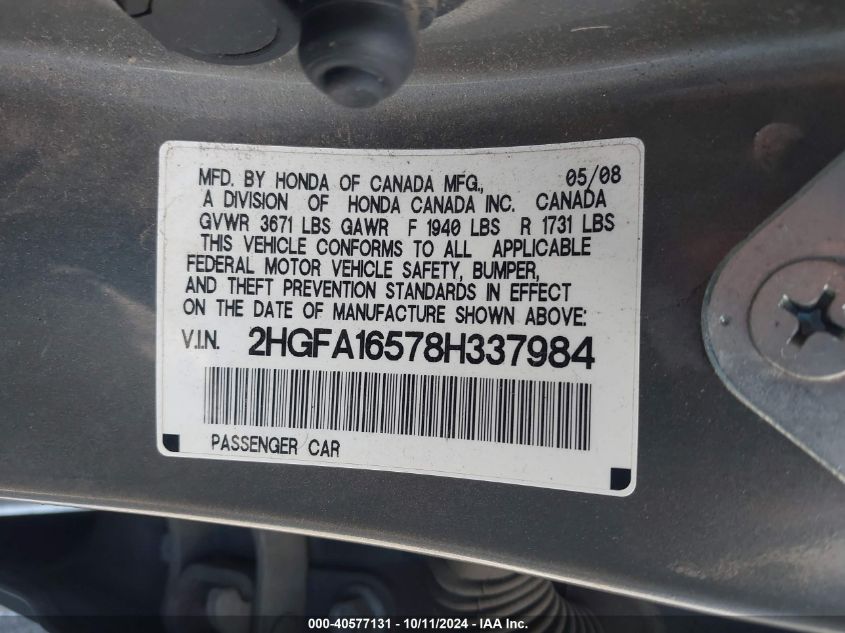 MFD. BY HONDA OF CANADA MFG., 05/08
A DIVISION OF HONDA CANADA INC. CANADA
GVWR 3671 LBS GAWR F 1940 LBS R 1731 LBS
THIS VEHICLE CONFORMS TO ALL APPLICABLE
FEDERAL MOTOR VEHICLE SAFETY, BUMPER,
AND THEFT PREVENTION STANDARDS IN EFFECT
ON THE DATE OF MANUFACTURE SHOWN ABOVE:
V.I.N. 2HGFA16578H337984
PASSENGER CAR
000-40577131 - 10/11/2024 - IAA Inc.